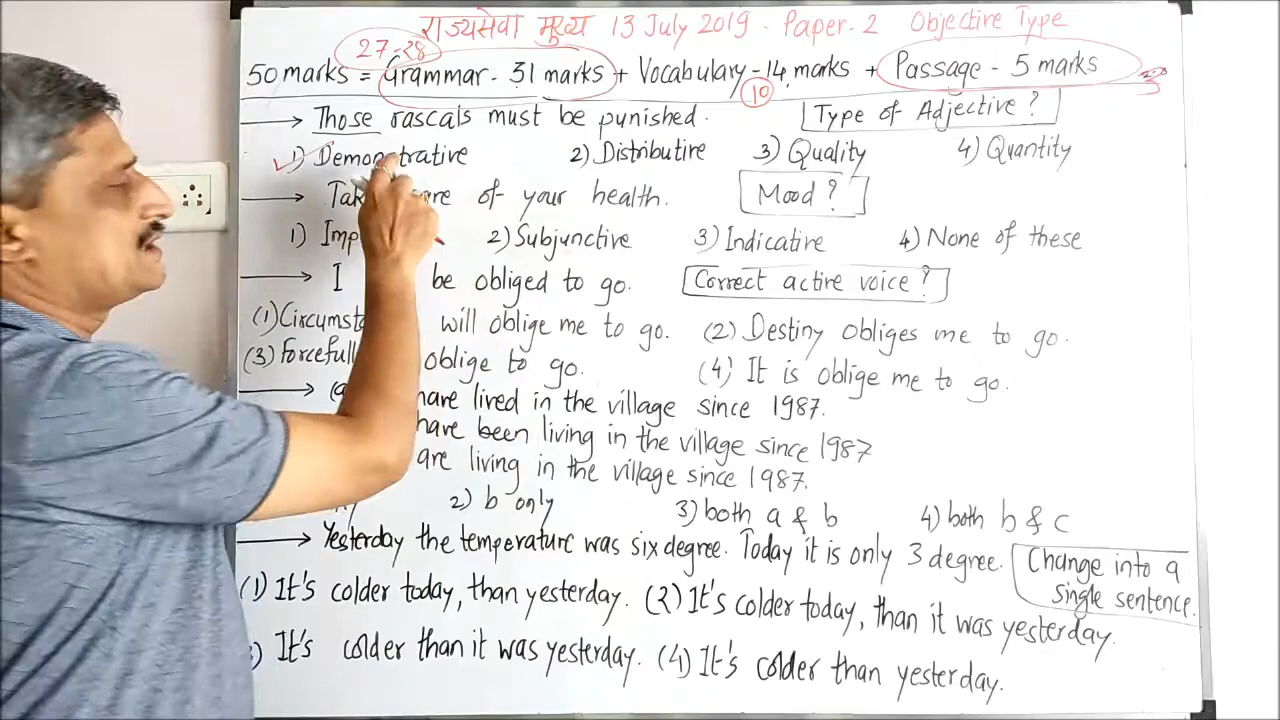 राज्यसेवा मुख्य 13 July 2019 - Paper-2 Objective Type
27-28
50 marks = Grammar - 31 marks + Vocabulary - 14 marks + Passage - 5 marks
10
→ Those rascals must be punished. Type of Adjective?
1) Demonstrative 2) Distributive 3) Quality 4) Quantity
→ of your health. Mood?
1) 2) Subjunctive 3) Indicative 4) None of these
→ I be obliged to go. Correct active voice?
(1) will oblige me to go. (2) Destiny obliges me to go.
(3) oblige to go. (4) It is oblige me to go.
→ have lived in the village since 1987.
have been living in the village since 1987
are living in the village since 1987.
2) b only 3) both a & b 4) both b & c
→ Yesterday the temperature was six degree. Today it is only 3 degree. Change into a single sentence.
(1) It's colder today, than yesterday. (2) It's colder today, than it was yesterday.
It's colder than it was yesterday. (4) It's colder than yesterday.